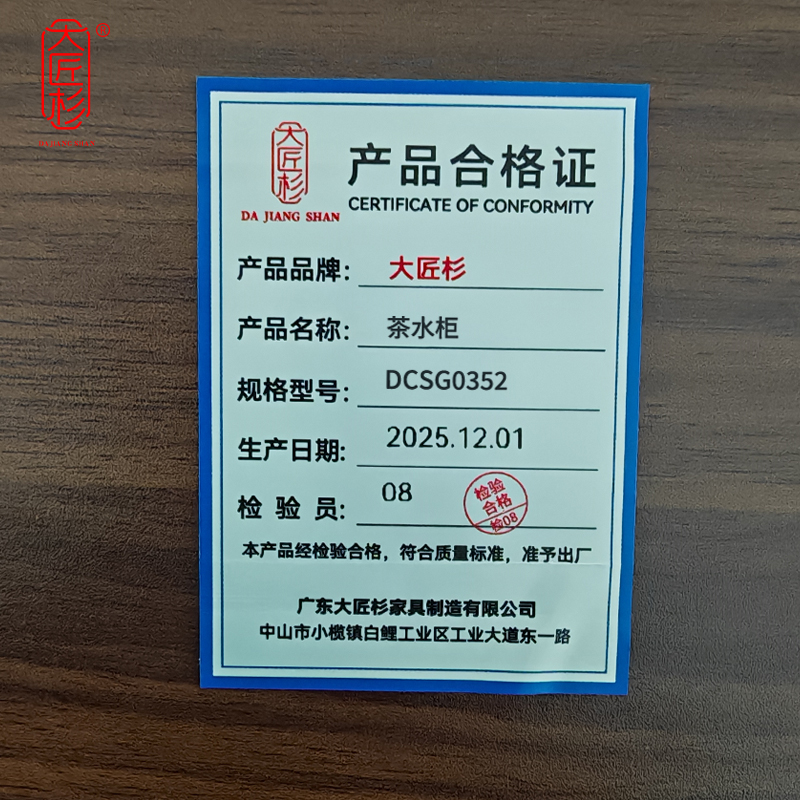 大匠杉®
大匠杉
DA JIANG SHAN
产品合格证
CERTIFICATE OF CONFORMITY
产品品牌: 大匠杉
产品名称: 茶水柜
规格型号: DCSG0352
生产日期: 2025.12.01
检验员: 08
检验
合格
检08
本产品经检验合格，符合质量标准，准予出厂
广东大匠杉家具制造有限公司
中山市小榄镇白鲤工业区工业大道东一路